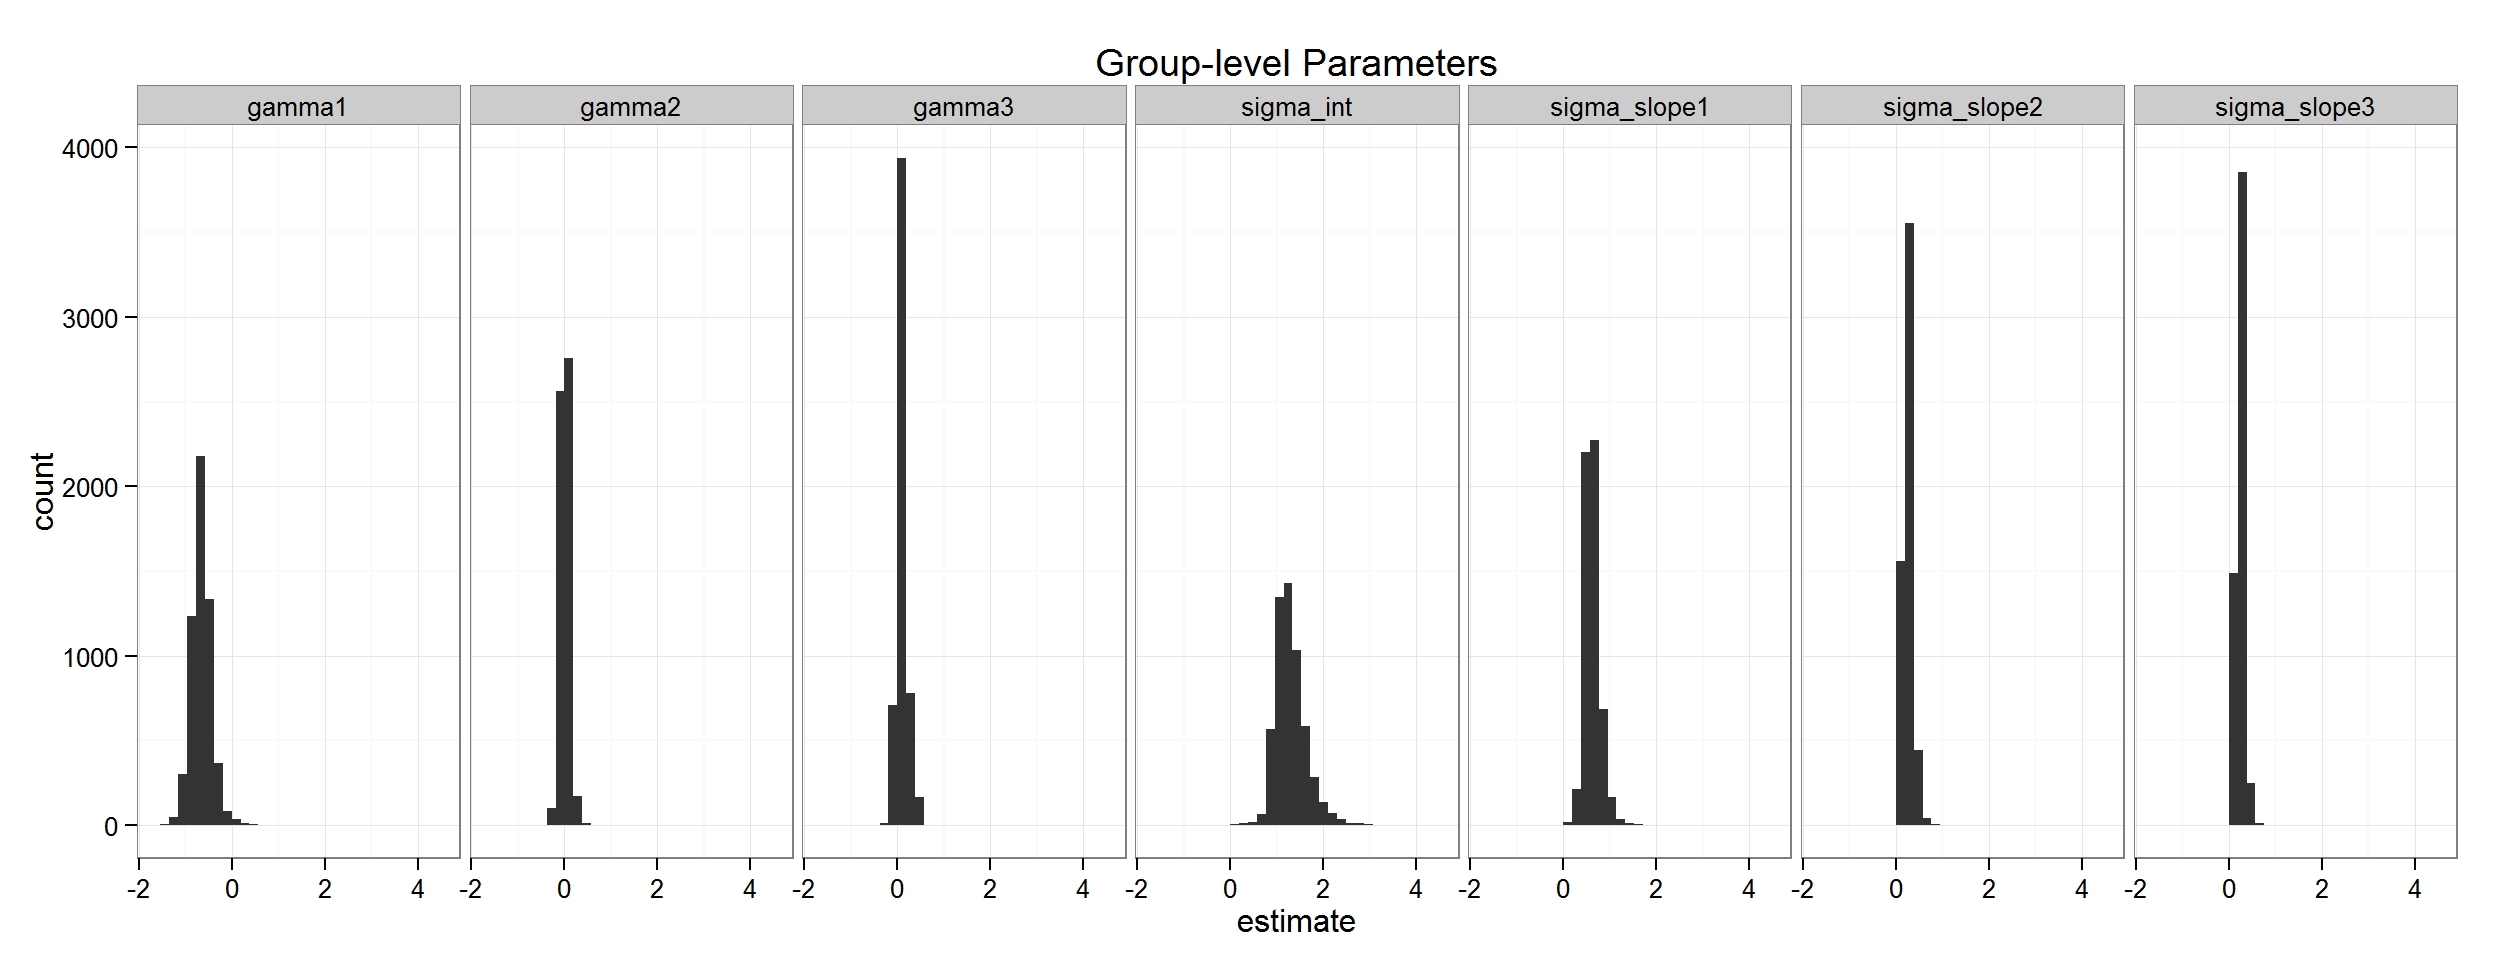 Group-level Parameters
gamma1 gamma2 gamma3 sigma_int sigma_slope1 sigma_slope2 sigma_slope3
4000
3000
2000
1000
0
count
-2 0 2 4 -2 0 2 4 -2 0 2 4 -2 0 2 4 -2 0 2 4 -2 0 2 4 -2 0 2 4
estimate